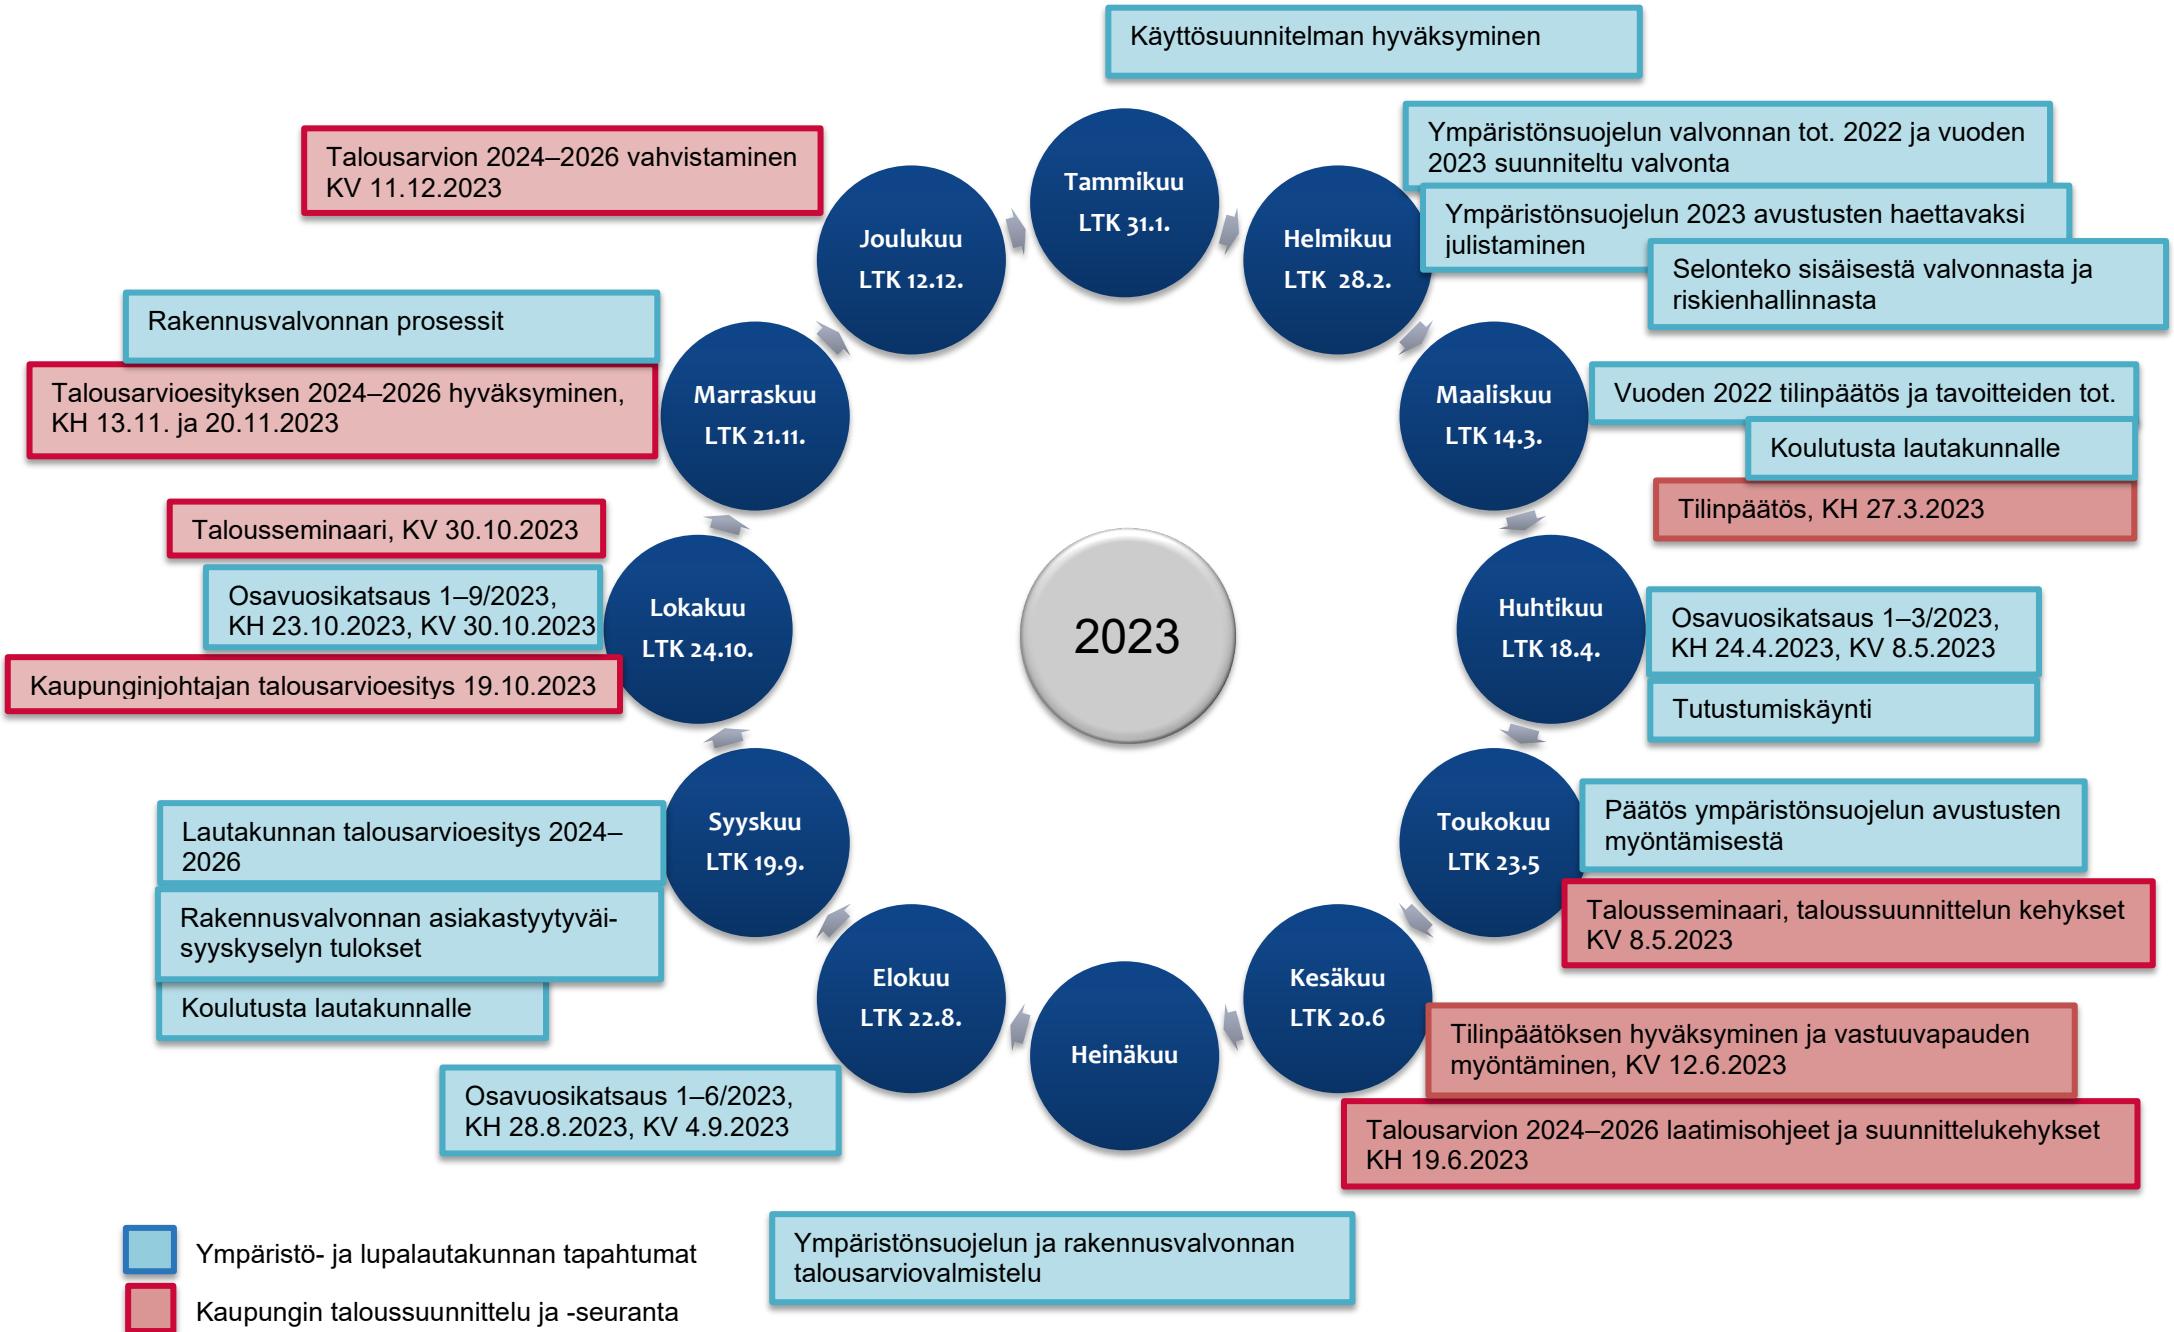 Käyttösuunnitelman hyväksyminen
Tammikuu
LTK 31.1.
Helmikuu
LTK 28.2.
Ympäristönsuojelun valvonnan tot. 2022 ja vuoden
2023 suunniteltu valvonta
Ympäristönsuojelun 2023 avustusten haettavaksi
julistaminen
Selonteko sisäisestä valvonnasta ja
riskienhallinnasta
Maaliskuu
LTK 14.3.
Vuoden 2022 tilinpäätös ja tavoitteiden tot.
Koulutusta lautakunnalle
Tilinpäätös, KH 27.3.2023
Huhtikuu
LTK 18.4.
Osavuosikatsaus 1–3/2023,
KH 24.4.2023, KV 8.5.2023
Tutustumiskäynti
Toukokuu
LTK 23.5
Päätös ympäristönsuojelun avustusten
myöntämisestä
Talousseminaari, taloussuunnittelun kehykset
KV 8.5.2023
Kesäkuu
LTK 20.6
Tilinpäätöksen hyväksyminen ja vastuuvapauden
myöntäminen, KV 12.6.2023
Talousarvion 2024–2026 laatimisohjeet ja suunnittelukehykset
KH 19.6.2023
Heinäkuu
Ympäristönsuojelun ja rakennusvalvonnan
talousarviovalmistelu
Elokuu
LTK 22.8.
Osavuosikatsaus 1–6/2023,
KH 28.8.2023, KV 4.9.2023
Syyskuu
LTK 19.9.
Lautakunnan talousarvioesitys 2024–
2026
Rakennusvalvonnan asiakastyytyväi-
syyskyselyn tulokset
Koulutusta lautakunnalle
Lokakuu
LTK 24.10.
Talousseminaari, KV 30.10.2023
Osavuosikatsaus 1–9/2023,
KH 23.10.2023, KV 30.10.2023
Kaupunginjohtajan talousarvioesitys 19.10.2023
Marraskuu
LTK 21.11.
Rakennusvalvonnan prosessit
Talousarvioesityksen 2024–2026 hyväksyminen,
KH 13.11. ja 20.11.2023
Joulukuu
LTK 12.12.
Talousarvion 2024–2026 vahvistaminen
KV 11.12.2023
2023
Ympäristö- ja lupalautakunnan tapahtumat
Kaupungin taloussuunnittelu ja -seuranta